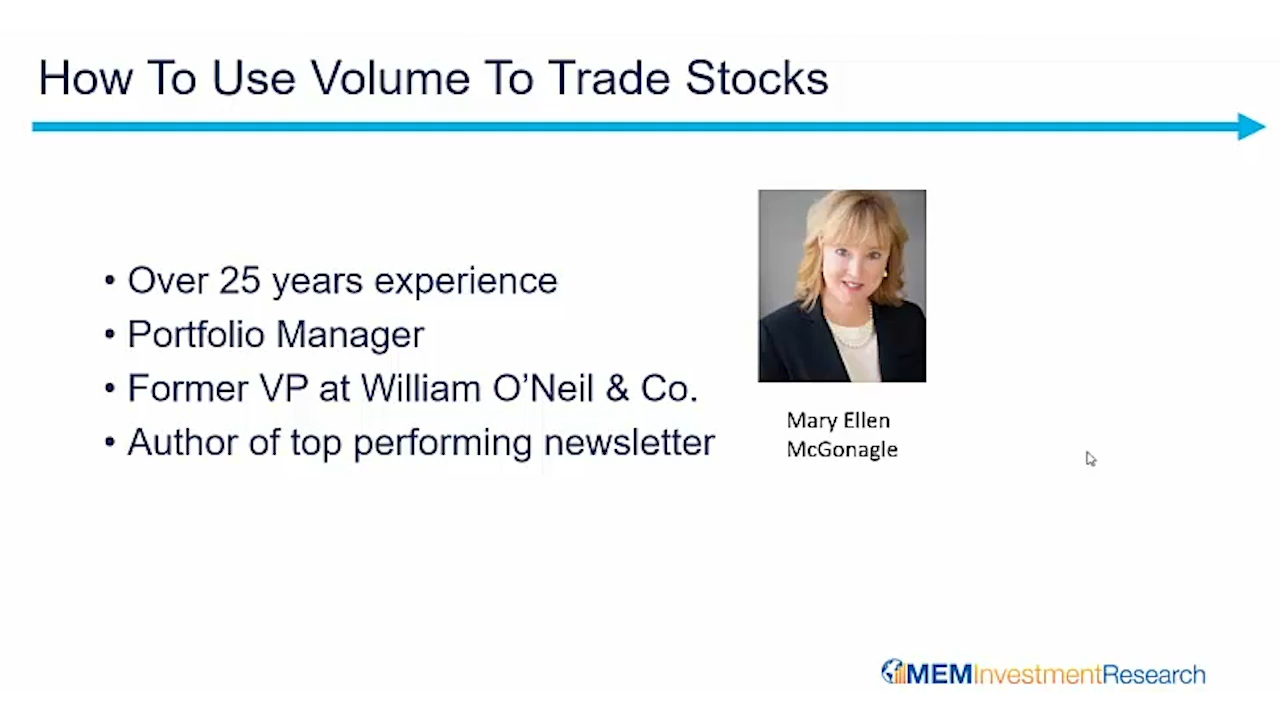 How To Use Volume To Trade Stocks
• Over 25 years experience
• Portfolio Manager
• Former VP at William O’Neil & Co.
• Author of top performing newsletter
Mary Ellen
McGonagle
MEMInvestmentResearch